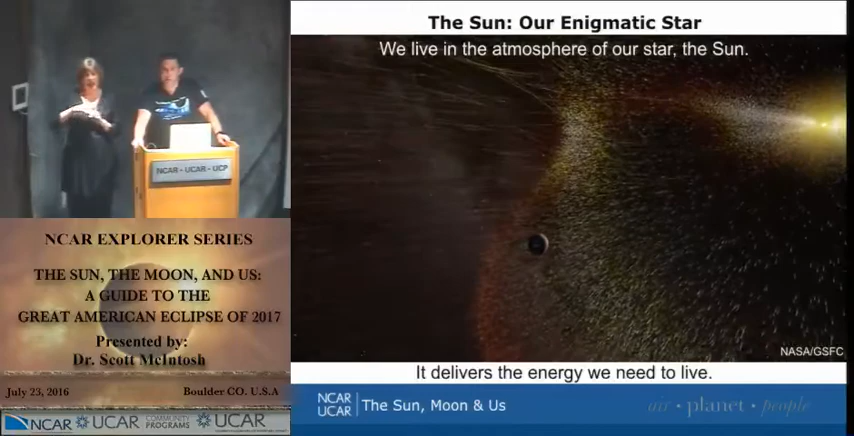 The Sun: Our Enigmatic Star
We live in the atmosphere of our star, the Sun.
NASA/GSFC
It delivers the energy we need to live.
NCAR
UCAR
The Sun, Moon & Us
air • planet • people
NCAR - UCAR - UCP
NCAR EXPLORER SERIES
THE SUN, THE MOON, AND US:
A GUIDE TO THE
GREAT AMERICAN ECLIPSE OF 2017
Presented by:
Dr. Scott McIntosh
July 23, 2016
Boulder CO. U.S.A
NCAR
UCAR
COMMUNITY
PROGRAMS
UCAR